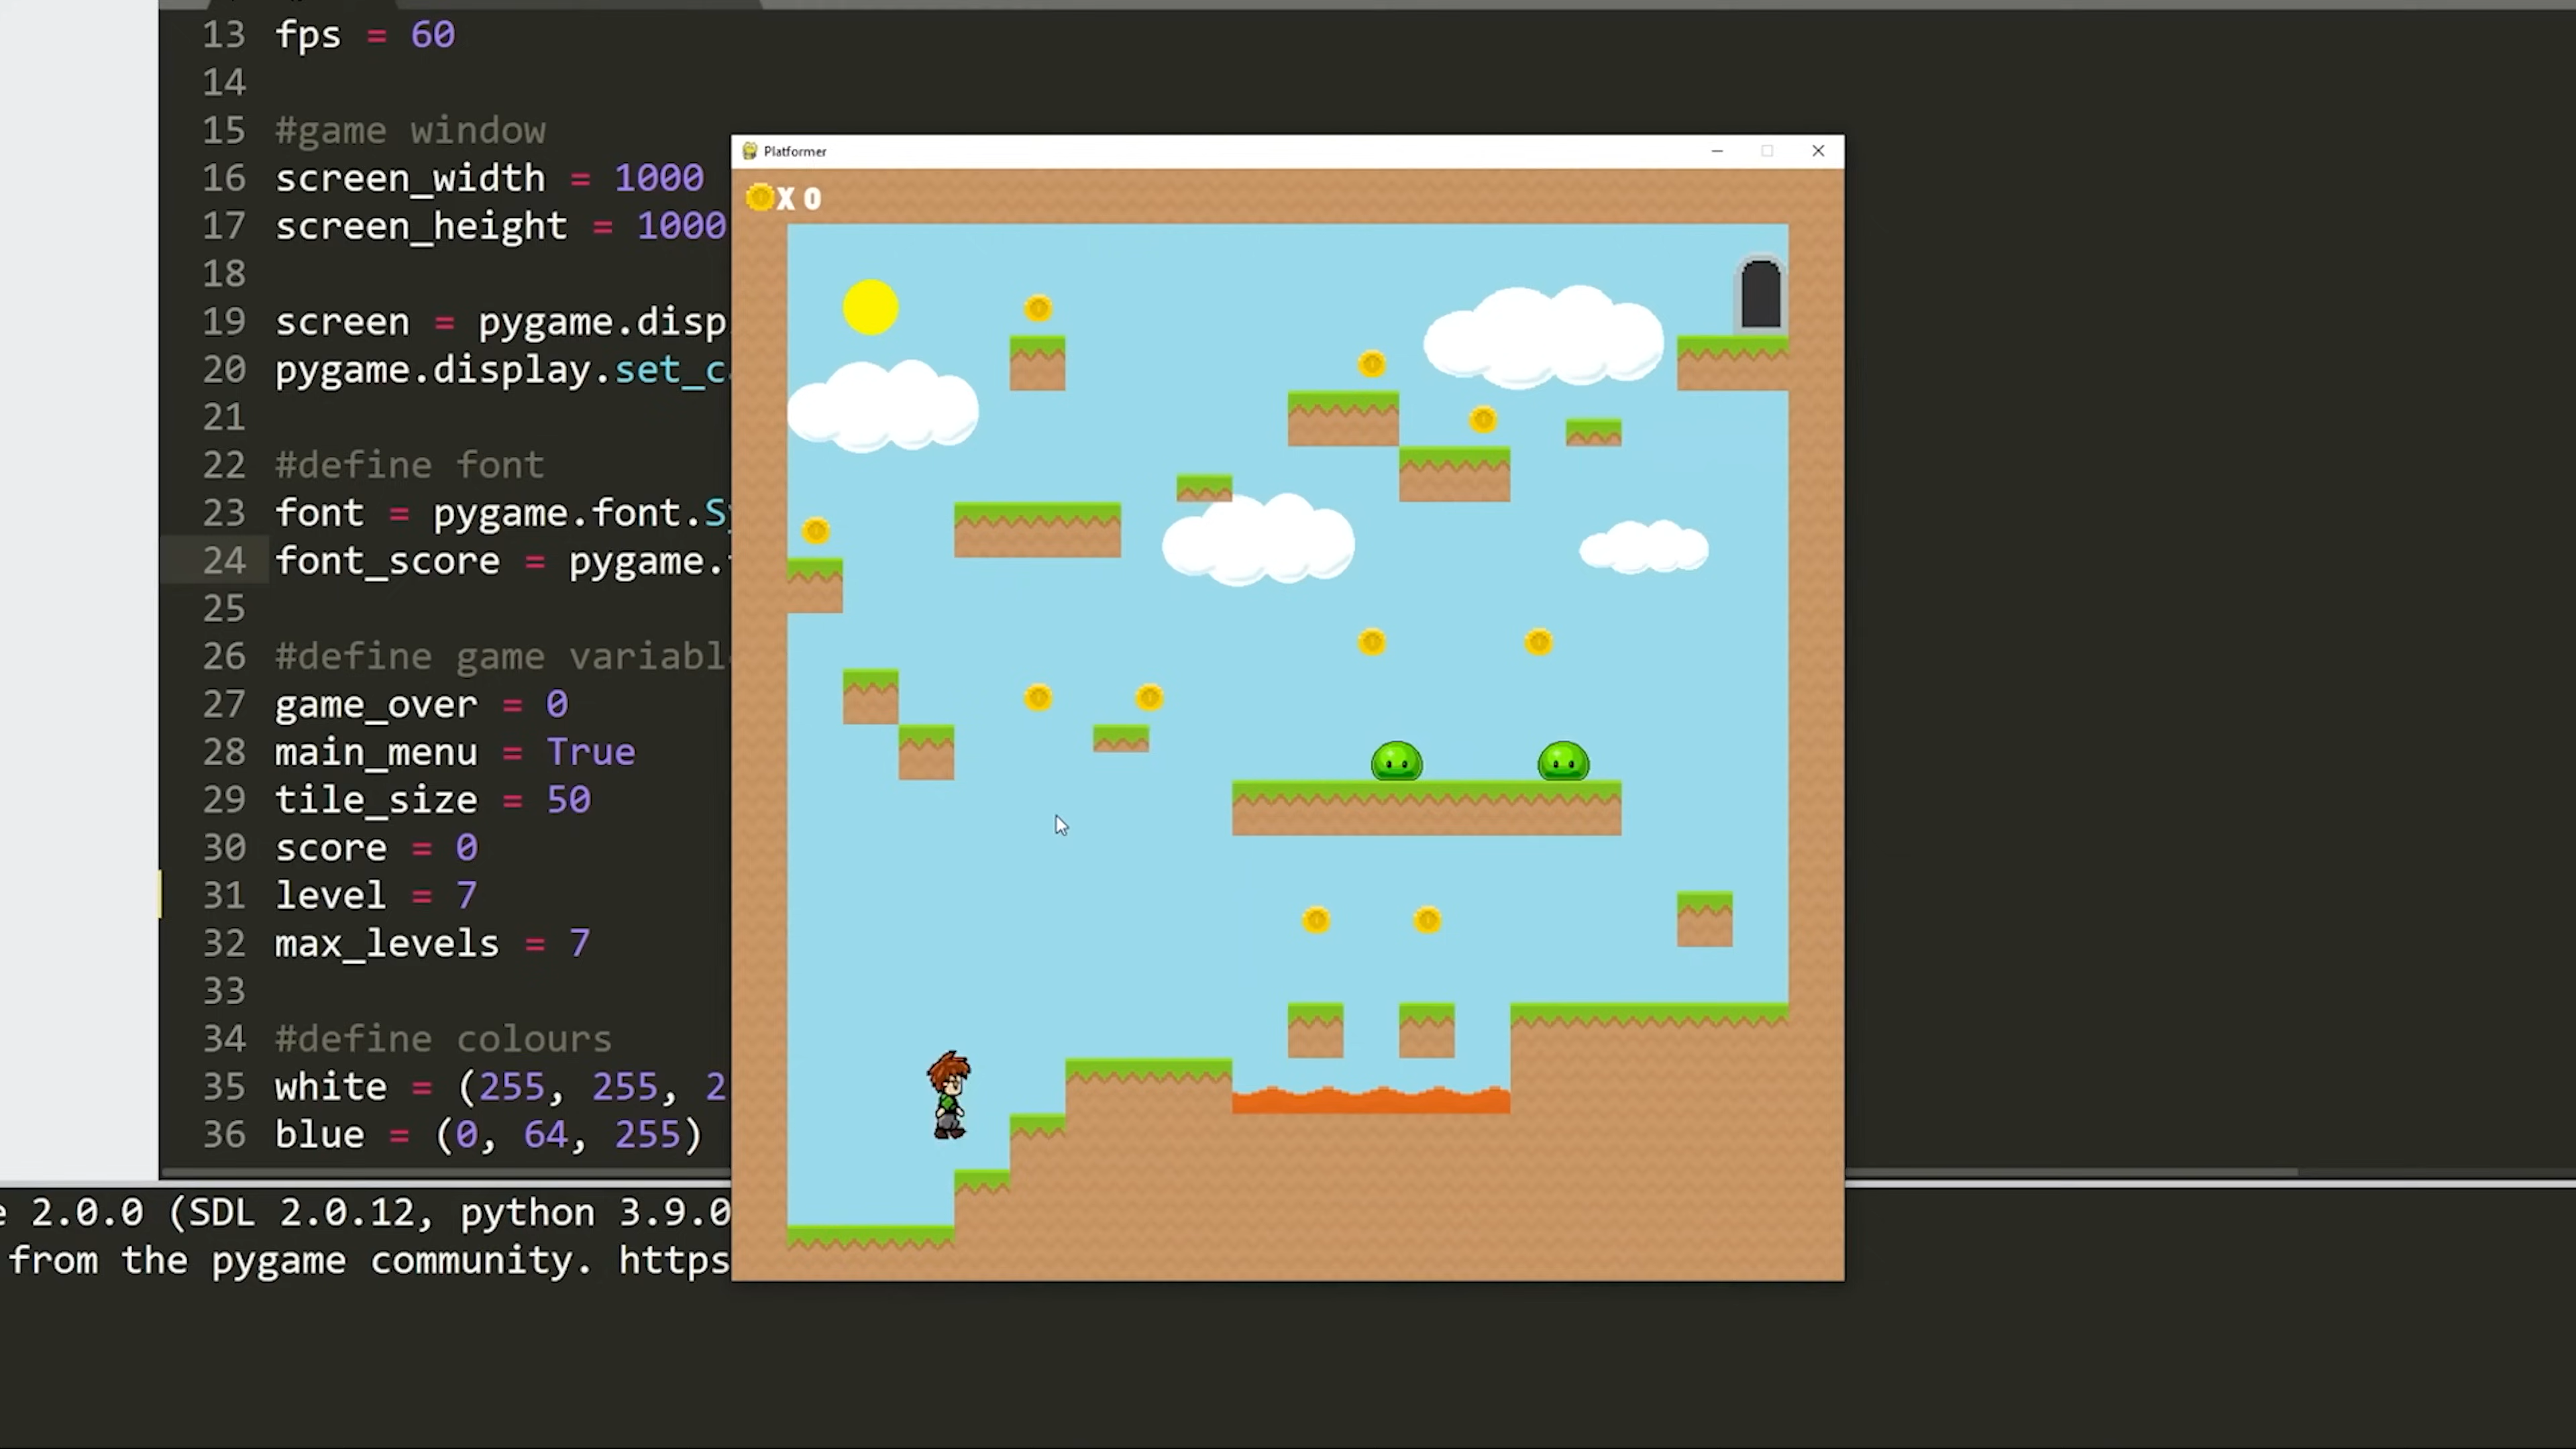 13 fps = 60
14
15 #game window
16 screen_width = 1000
17 screen_height = 1000
18
19 screen = pygame.disp
20 pygame.display.set_c
21
22 #define font
23 font = pygame.font.S
24 font_score = pygame.
25
26 #define game variabl
27 game_over = 0
28 main_menu = True
29 tile_size = 50
30 score = 0
31 level = 7
32 max_levels = 7
33
34 #define colours
35 white = (255, 255, 2
36 blue = (0, 64, 255)
Platformer
X 0
e 2.0.0 (SDL 2.0.12, python 3.9.0
from the pygame community. https